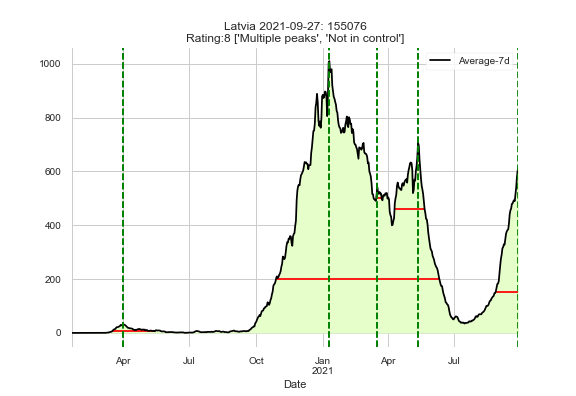 Latvia 2021-09-27: 155076
Rating:8 ['Multiple peaks', 'Not in control']
Average-7d
1000
800
600
400
200
0
Apr
Jul
Oct
Jan
2021
Apr
Jul
Date